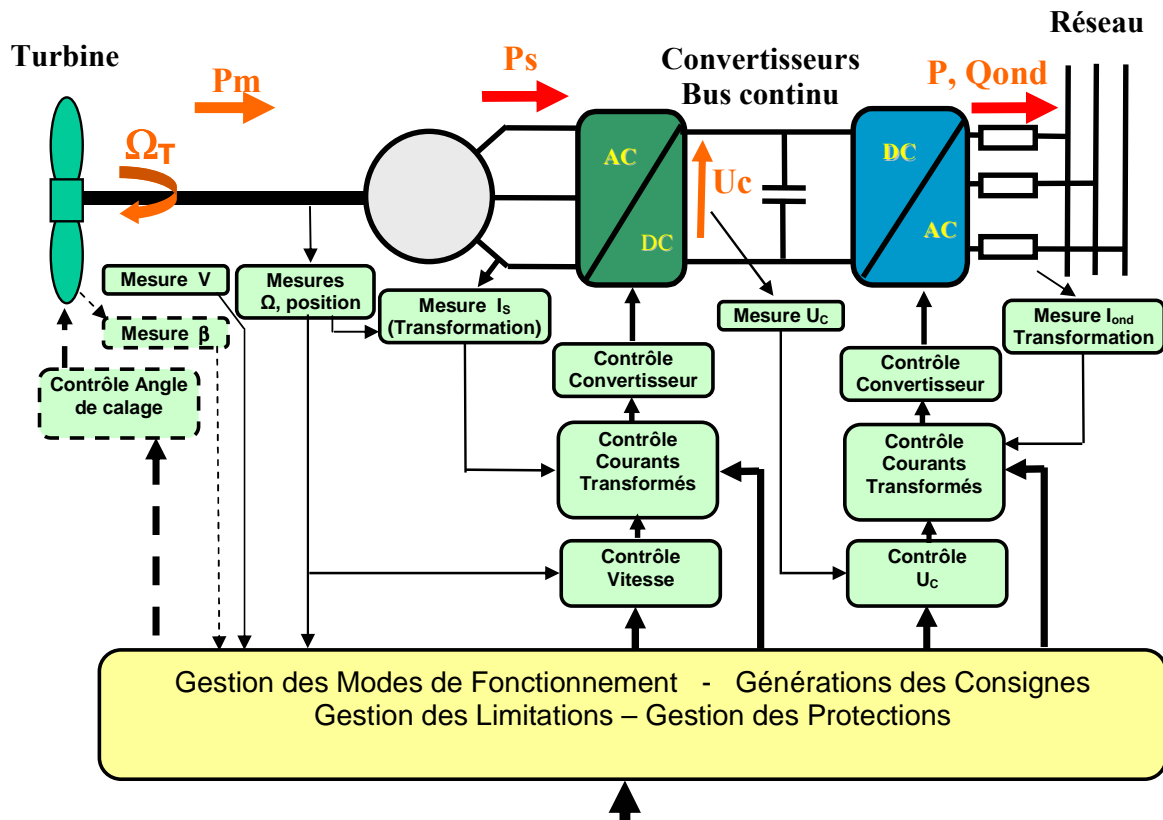 Réseau
Turbine
Pm
Ps
Convertisseurs
Bus continu
P, Qond
ΩT
AC
DC
Uc
DC
AC
Mesure V
Mesures
Ω, position
Mesure IS
(Transformation)
Mesure UC
Mesure Iond
Transformation
Mesure β
Contrôle Angle
de calage
Contrôle
Convertisseur
Contrôle
Convertisseur
Contrôle
Courants
Transformés
Contrôle
Courants
Transformés
Contrôle
Vitesse
Contrôle
UC
Gestion des Modes de Fonctionnement - Générations des Consignes
Gestion des Limitations – Gestion des Protections